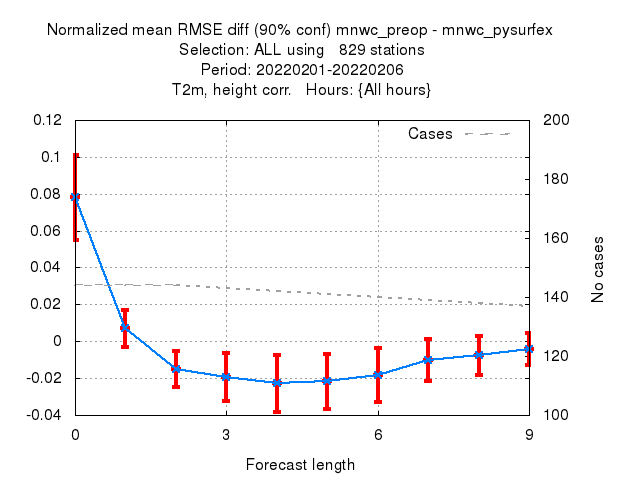 Normalized mean RMSE diff (90% conf) mnwc_preop - mnwc_pysurfex
Selection: ALL using   829 stations
Period: 20220201-20220206
T2m, height corr.   Hours: {All hours}
0.12
0.1
0.08
0.06
0.04
0.02
0
-0.02
-0.04
Cases
200
180
160
140
120
100
No cases
0
3
6
9
Forecast length